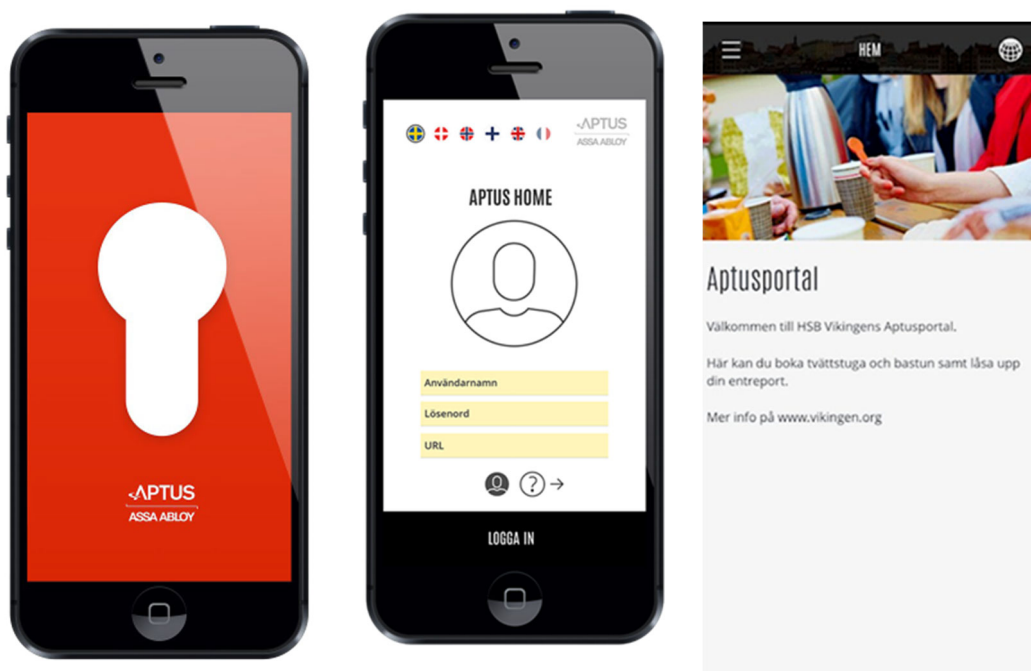 APTUS
ASSA ABLOY
APTUS
ASSA ABLOY
APTUS HOME
Användarnamn
Lösenord
URL
?
LOGGA IN
HEM
Aptusportal
Välkommen till HSB Vikingens Aptusportal.
Här kan du boka tvättstuga och bastun samt låsa upp
din entreport.
Mer info på www.vikingen.org